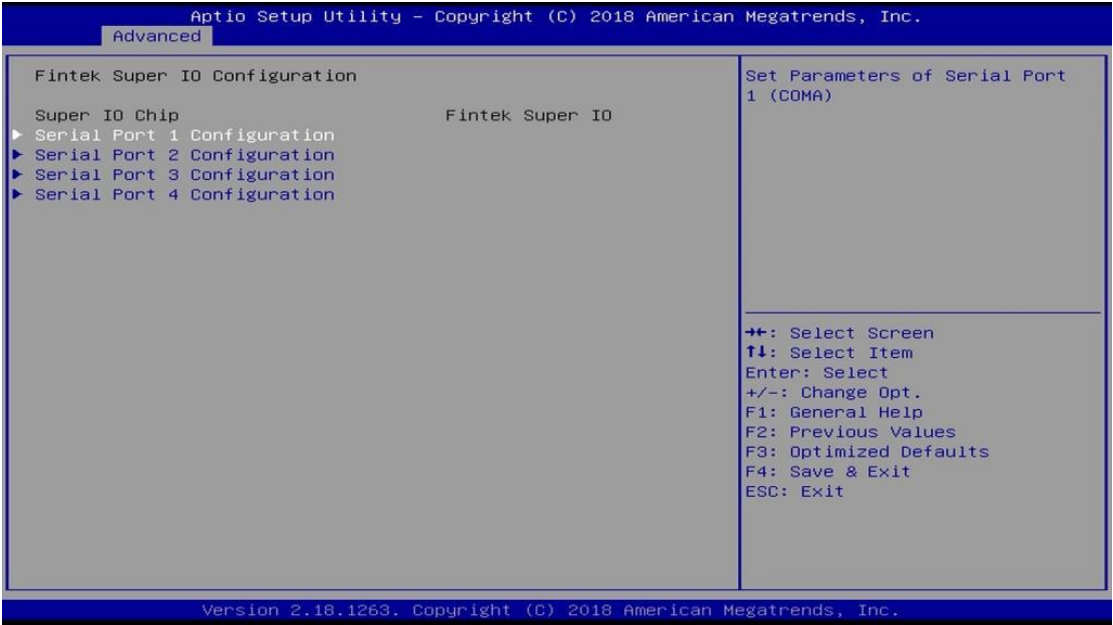 Aptio Setup Utility – Copyright (C) 2018 American Megatrends, Inc.
Advanced
Fintek Super IO Configuration
Super IO Chip Fintek Super IO
▶ Serial Port 1 Configuration
▶ Serial Port 2 Configuration
▶ Serial Port 3 Configuration
▶ Serial Port 4 Configuration
Set Parameters of Serial Port
1 (COMA)
→←: Select Screen
↑↓: Select Item
Enter: Select
+/-: Change Opt.
F1: General Help
F2: Previous Values
F3: Optimized Defaults
F4: Save & Exit
ESC: Exit
Version 2.18.1263. Copyright (C) 2018 American Megatrends, Inc.